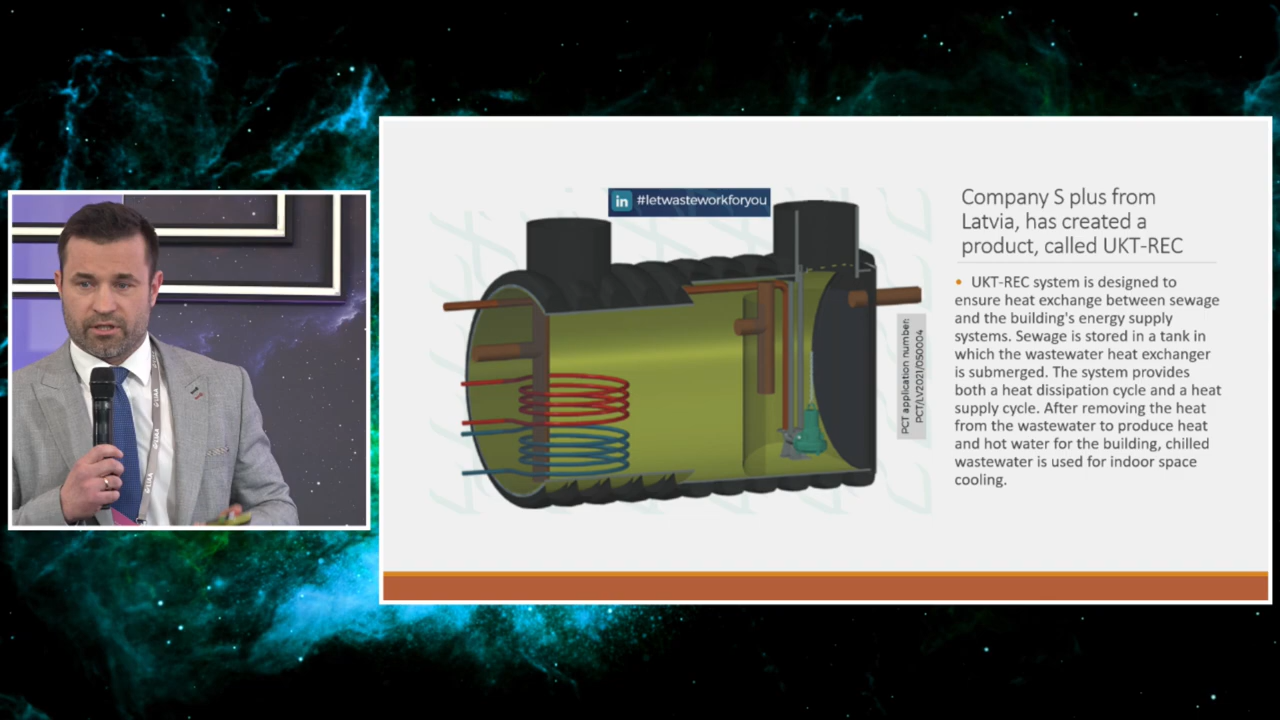 in #letwasteworkforyou
Company S plus from
Latvia, has created a
product, called UKT-REC
• UKT-REC system is designed to
ensure heat exchange between sewage
and the building's energy supply
systems. Sewage is stored in a tank in
which the wastewater heat exchanger
is submerged. The system provides
both a heat dissipation cycle and a heat
supply cycle. After removing the heat
from the wastewater to produce heat
and hot water for the building, chilled
wastewater is used for indoor space
cooling.
PCT application number:
PCT/LV2021/050004
LIAA
LIAA